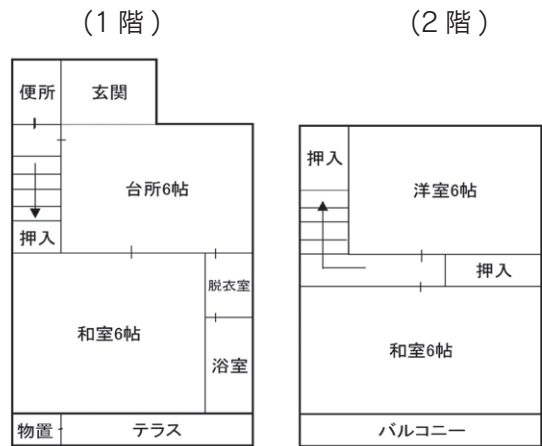 (1階)
(2階)
便所
玄関
台所6帖
押入
脱衣室
和室6帖
浴室
物置
テラス
押入
洋室6帖
押入
和室6帖
バルコニー